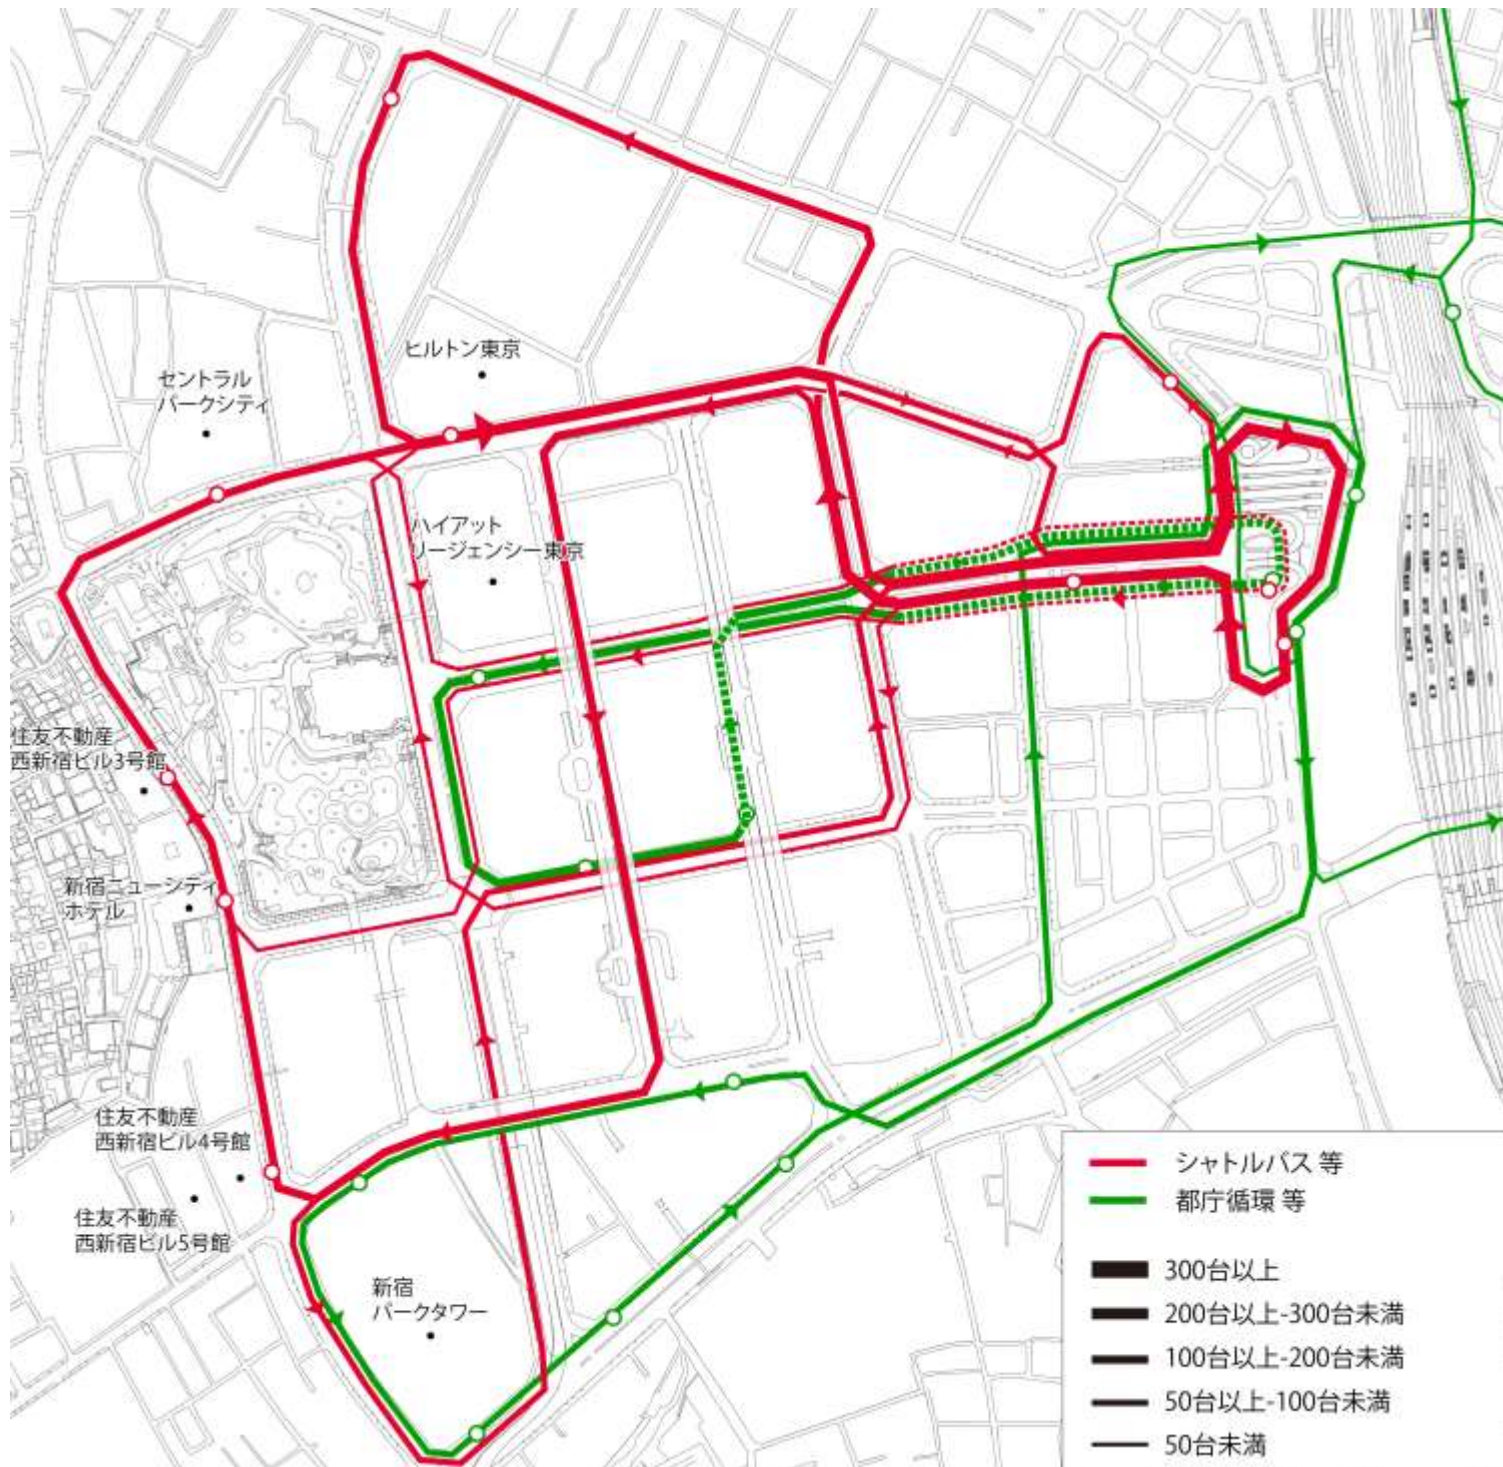 ヒルトン東京
セントラル
パークシティ
ハイアット
リージェンシー東京
住友不動産
西新宿ビル3号館
新宿ニューシティ
ホテル
住友不動産
西新宿ビル4号館
住友不動産
西新宿ビル5号館
新宿
パークタワー
シャトルバス 等
都庁循環 等
300台以上
200台以上-300台未満
100台以上-200台未満
50台以上-100台未満
50台未満